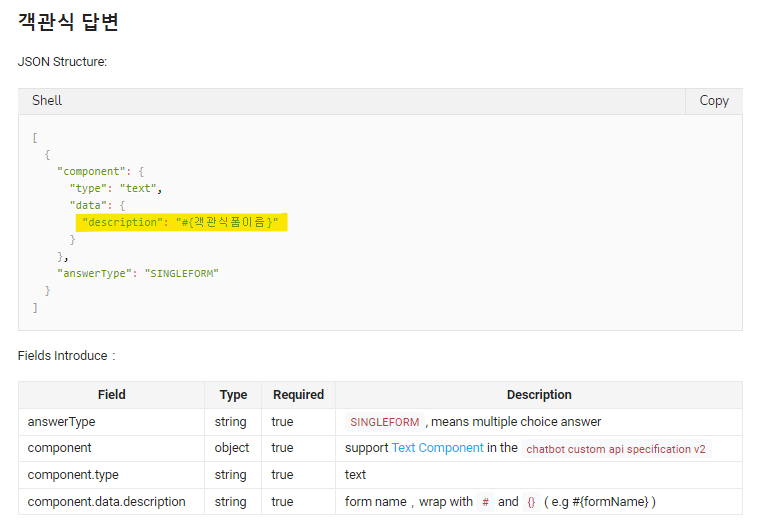 객관식 답변
JSON Structure:
Shell Copy
[
{
"component": {
"type": "text",
"data": {
"description": "#{객관식폼이름}"
}
},
"answerType": "SINGLEFORM"
}
]
Fields Introduce :
Field Type Required Description
answerType string true SINGLEFORM , means multiple choice answer
component object true support Text Component in the chatbot custom api specification v2
component.type string true text
component.data.description string true form name , wrap with # and {} ( e.g #{formName} )